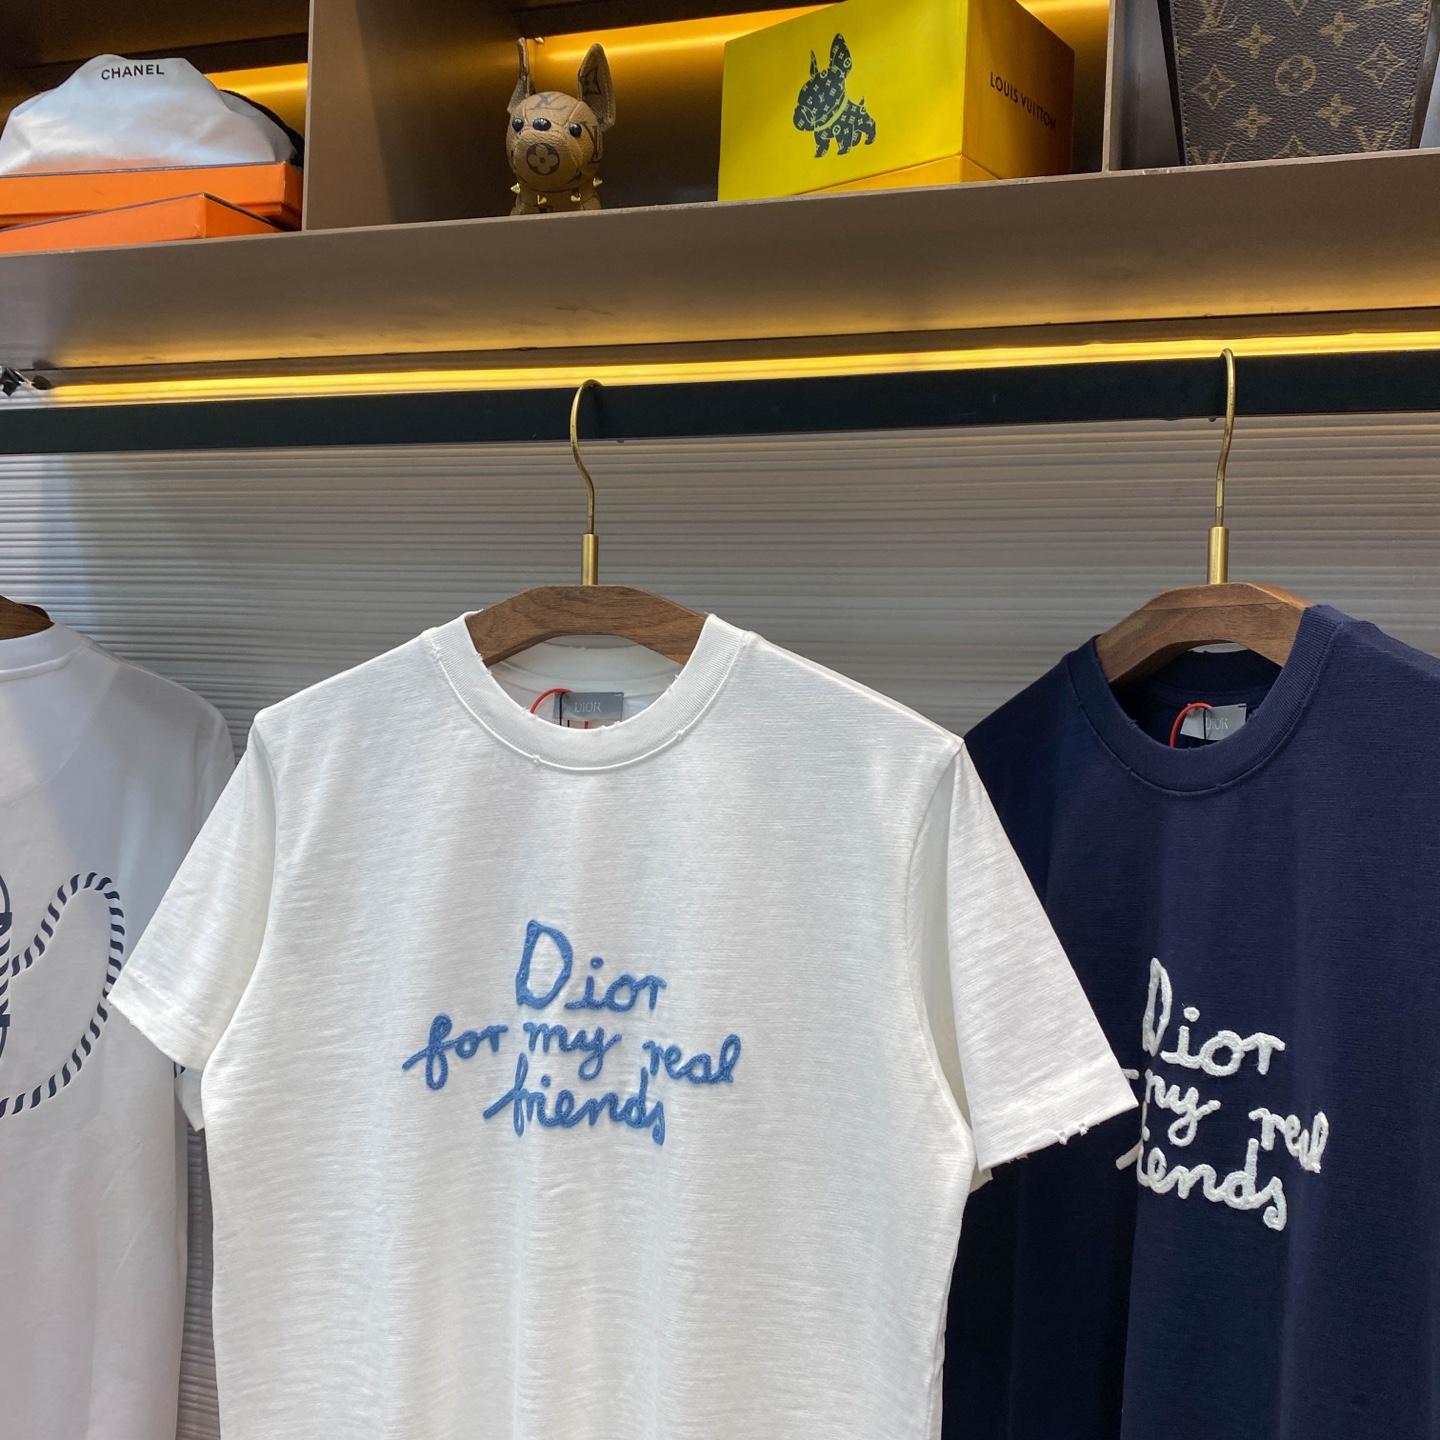 CHANEL
LOUIS VUITTON
DIOR
DIOR
Dior
for my real
friends
Dior
my real
iends